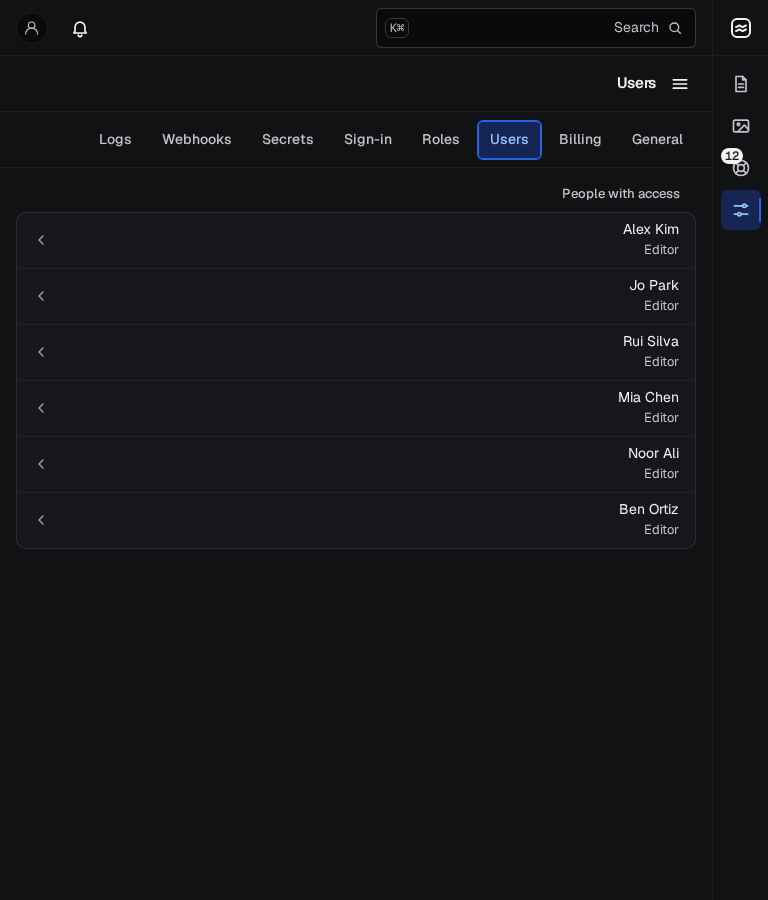 Search
K⌘
12
Users
General
Billing
Users
Roles
Sign-in
Secrets
Webhooks
Logs
People with access
Alex Kim
Editor
Jo Park
Editor
Rui Silva
Editor
Mia Chen
Editor
Noor Ali
Editor
Ben Ortiz
Editor